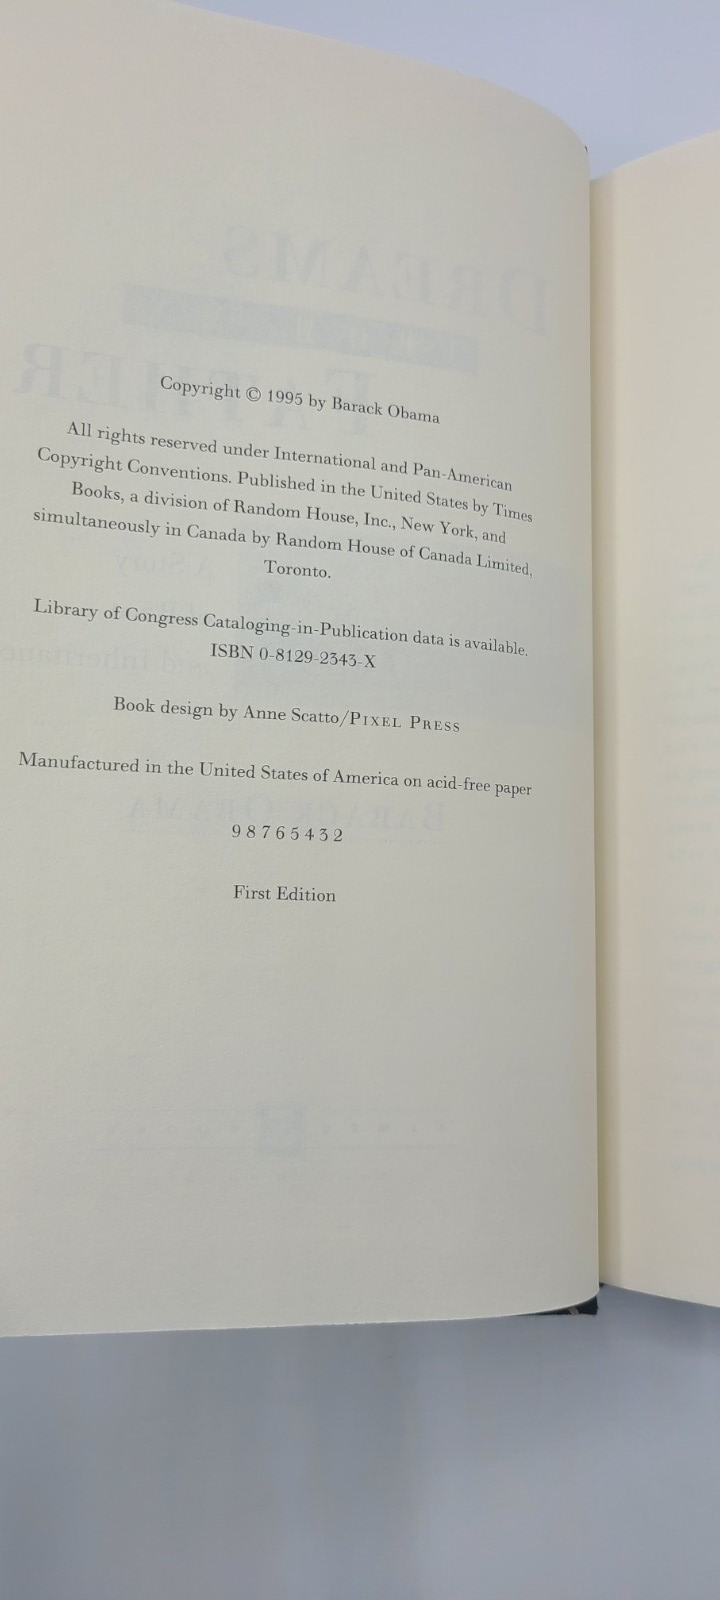 Copyright © 1995 by Barack Obama
All rights reserved under International and Pan-American
Copyright Conventions. Published in the United States by Times
Books, a division of Random House, Inc., New York, and
simultaneously in Canada by Random House of Canada Limited,
Toronto.
Library of Congress Cataloging-in-Publication data is available.
ISBN 0-8129-2343-X
Book design by Anne Scatto/PIXEL PRESS
Manufactured in the United States of America on acid-free paper
9 8 7 6 5 4 3 2
First Edition